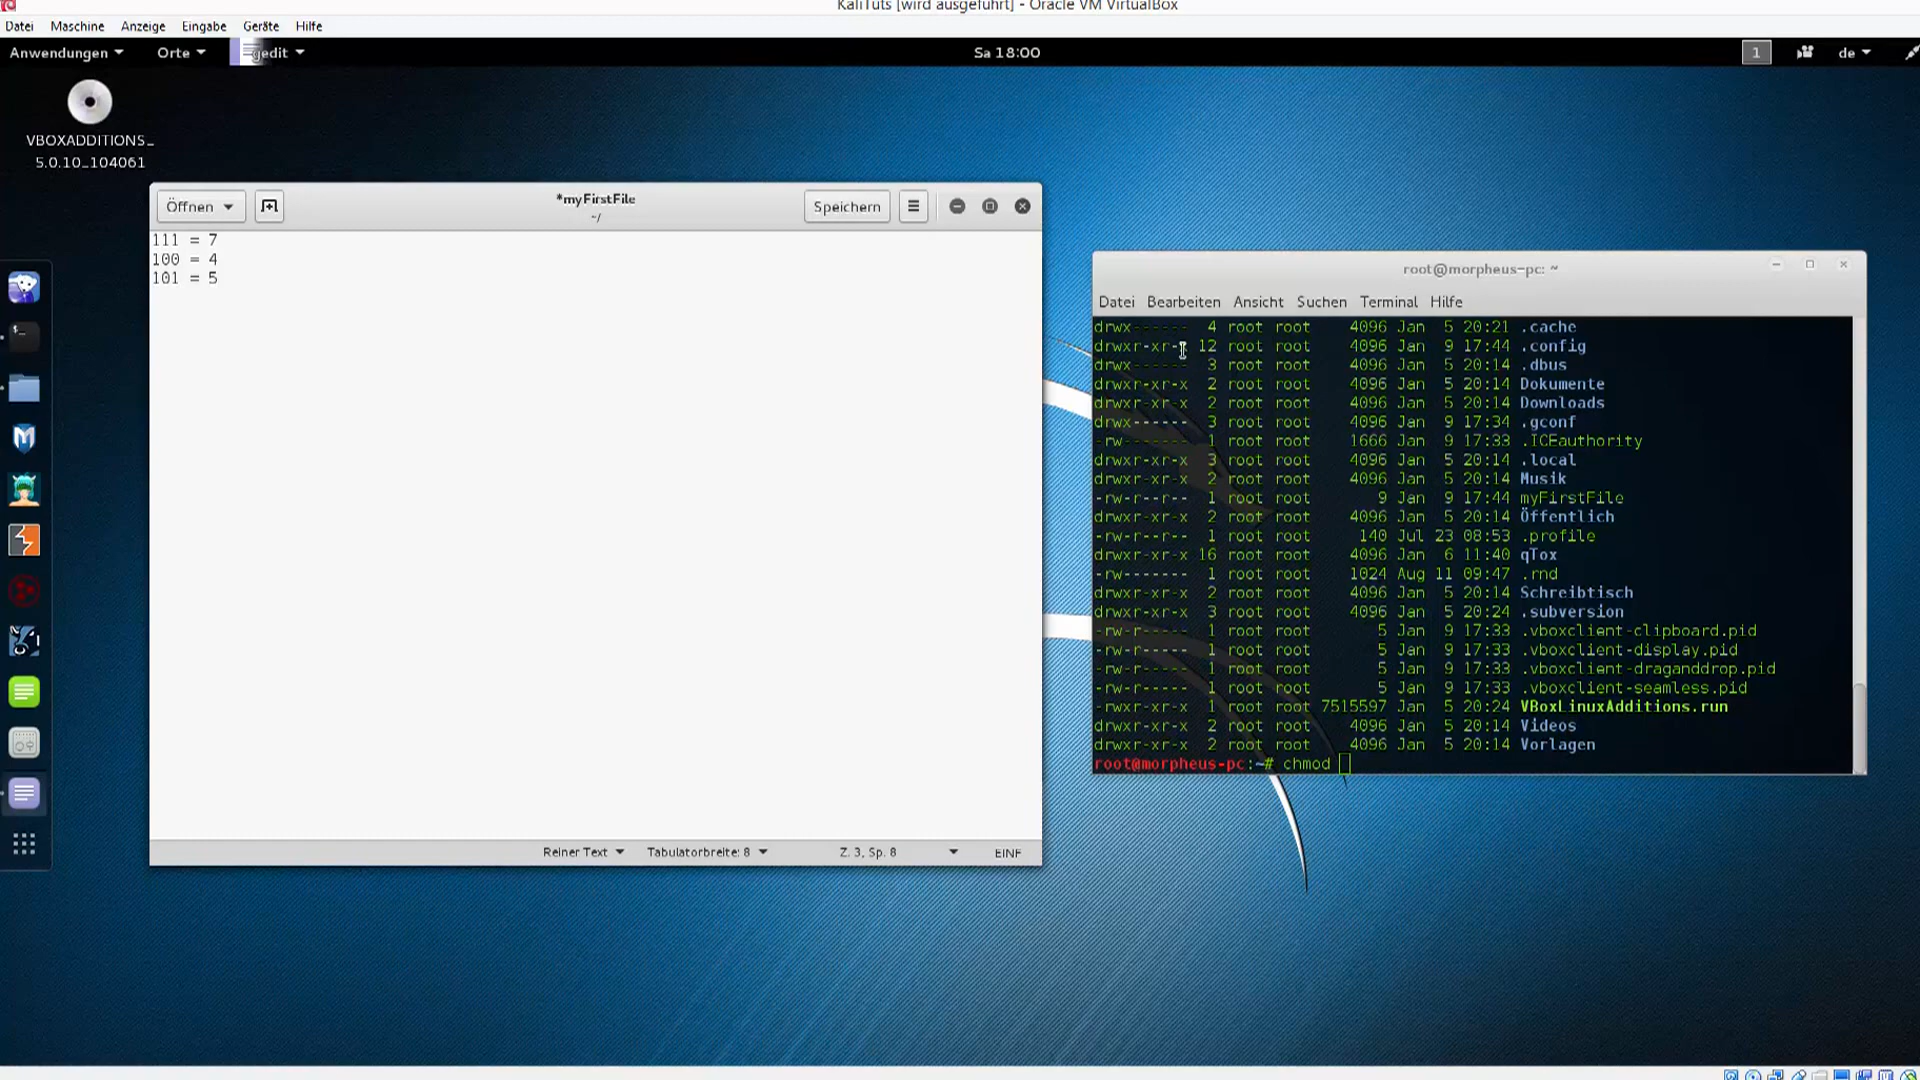 KaliTuts [wird ausgeführt] - Oracle VM VirtualBox
Datei Maschine Anzeige Eingabe Geräte Hilfe
Anwendungen Orte gedit Sa 18:00 1 de
VBOXADDITIONS_
5.0.10_104061
Öffnen *myFirstFile Speichern
~/
111 = 7
100 = 4
101 = 5
Reiner Text Tabulatorbreite: 8 Z. 3, Sp. 8 EINF
root@morpheus-pc: ~
Datei Bearbeiten Ansicht Suchen Terminal Hilfe
drwx------ 4 root root 4096 Jan 5 20:21 .cache
drwxr-xr-x 12 root root 4096 Jan 9 17:44 .config
drwx------ 3 root root 4096 Jan 5 20:14 .dbus
drwxr-xr-x 2 root root 4096 Jan 5 20:14 Dokumente
drwxr-xr-x 2 root root 4096 Jan 5 20:14 Downloads
drwx------ 3 root root 4096 Jan 9 17:34 .gconf
-rw------- 1 root root 1666 Jan 9 17:33 .ICEauthority
drwxr-xr-x 3 root root 4096 Jan 5 20:14 .local
drwxr-xr-x 2 root root 4096 Jan 5 20:14 Musik
-rw-r--r-- 1 root root 9 Jan 9 17:44 myFirstFile
drwxr-xr-x 2 root root 4096 Jan 5 20:14 Öffentlich
-rw-r--r-- 1 root root 140 Jul 23 08:53 .profile
drwxr-xr-x 16 root root 4096 Jan 6 11:40 qTox
-rw------- 1 root root 1024 Aug 11 09:47 .rnd
drwxr-xr-x 2 root root 4096 Jan 5 20:14 Schreibtisch
drwxr-xr-x 3 root root 4096 Jan 5 20:24 .subversion
-rw-r----- 1 root root 5 Jan 9 17:33 .vboxclient-clipboard.pid
-rw-r----- 1 root root 5 Jan 9 17:33 .vboxclient-display.pid
-rw-r----- 1 root root 5 Jan 9 17:33 .vboxclient-draganddrop.pid
-rw-r----- 1 root root 5 Jan 9 17:33 .vboxclient-seamless.pid
-rwxr-xr-x 1 root root 7515597 Jan 5 20:24 VBoxLinuxAdditions.run
drwxr-xr-x 2 root root 4096 Jan 5 20:14 Videos
drwxr-xr-x 2 root root 4096 Jan 5 20:14 Vorlagen
root@morpheus-pc:~# chmod